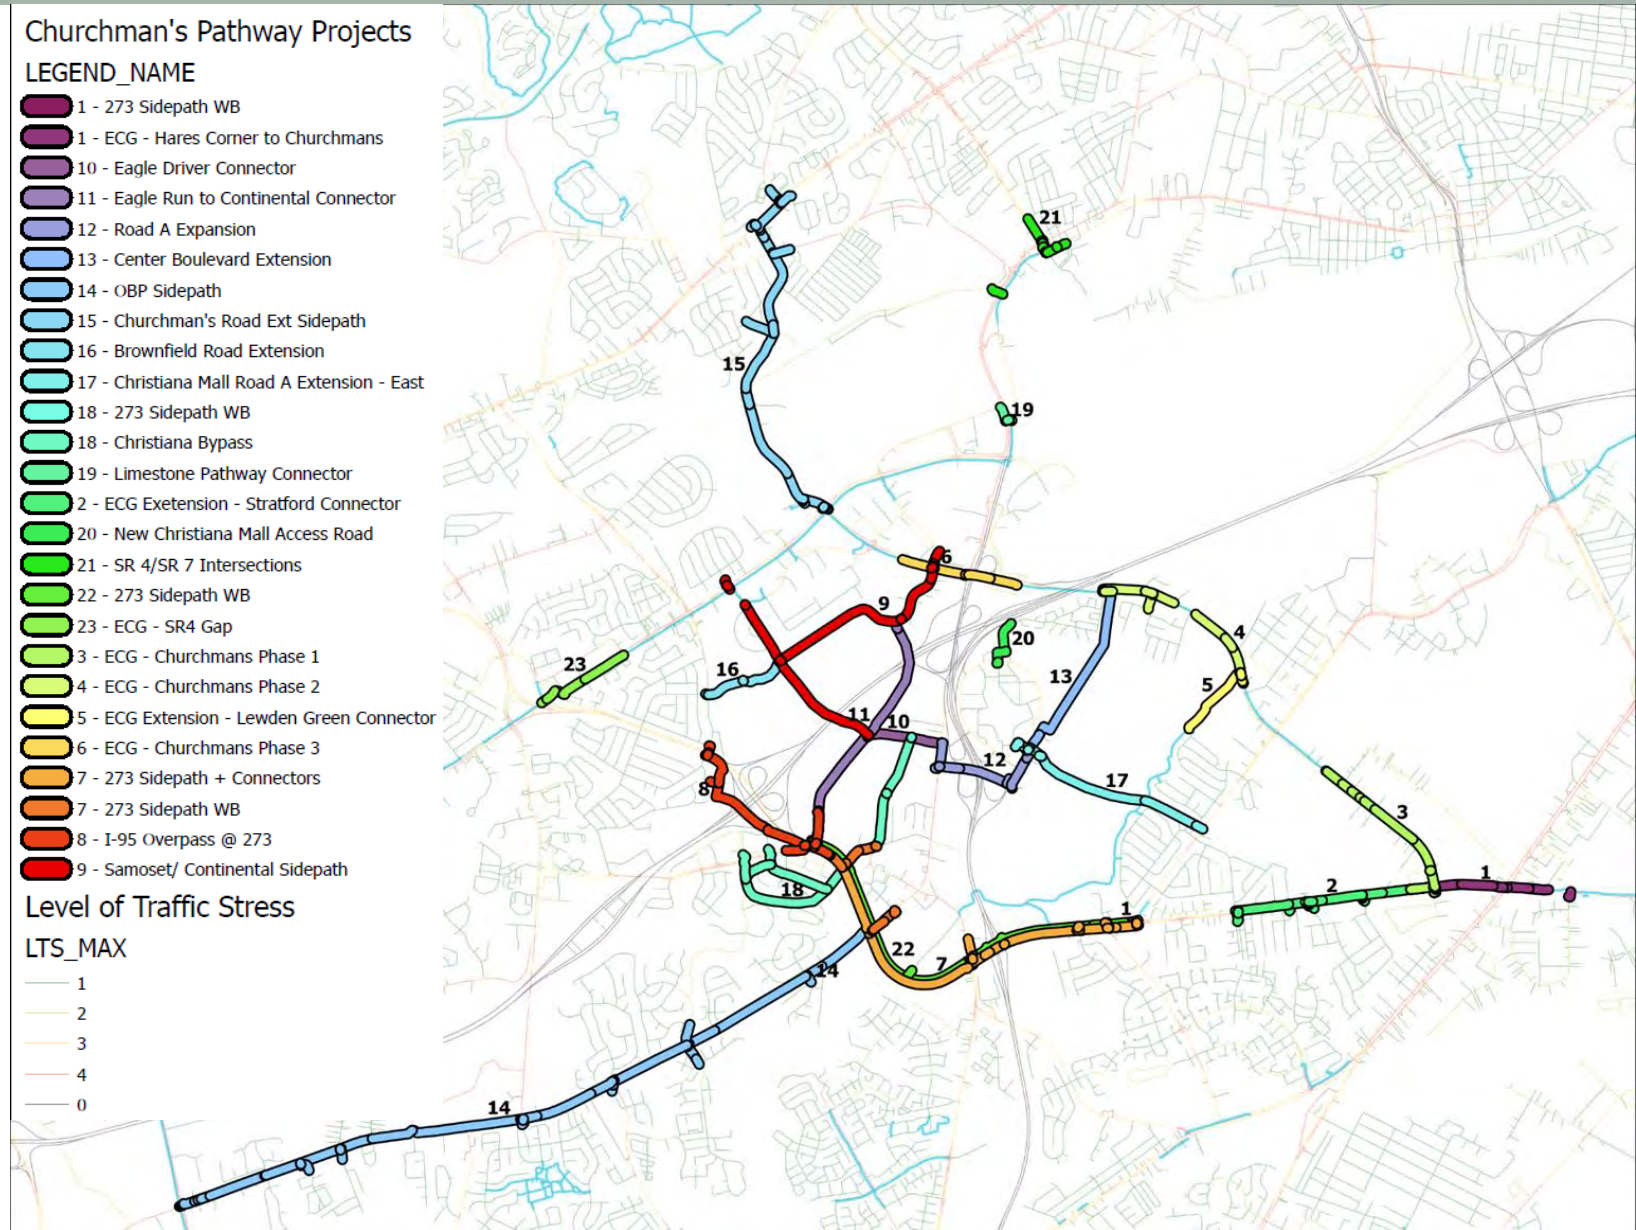 Churchman's Pathway Projects
LEGEND_NAME
1 - 273 Sidepath WB
1 - ECG - Hares Corner to Churchmans
10 - Eagle Driver Connector
11 - Eagle Run to Continental Connector
12 - Road A Expansion
13 - Center Boulevard Extension
14 - OBP Sidepath
15 - Churchman's Road Ext Sidepath
16 - Brownfield Road Extension
17 - Christiana Mall Road A Extension - East
18 - 273 Sidepath WB
18 - Christiana Bypass
19 - Limestone Pathway Connector
2 - ECG Exetension - Stratford Connector
20 - New Christiana Mall Access Road
21 - SR 4/SR 7 Intersections
22 - 273 Sidepath WB
23 - ECG - SR4 Gap
3 - ECG - Churchmans Phase 1
4 - ECG - Churchmans Phase 2
5 - ECG Extension - Lewden Green Connector
6 - ECG - Churchmans Phase 3
7 - 273 Sidepath + Connectors
7 - 273 Sidepath WB
8 - I-95 Overpass @ 273
9 - Samoset/ Continental Sidepath
Level of Traffic Stress
LTS_MAX
1
2
3
4
0
21
15
19
6
9
20
4
23
16
13
5
11
10
12
17
8
3
18
2
1
1
22
7
14
14